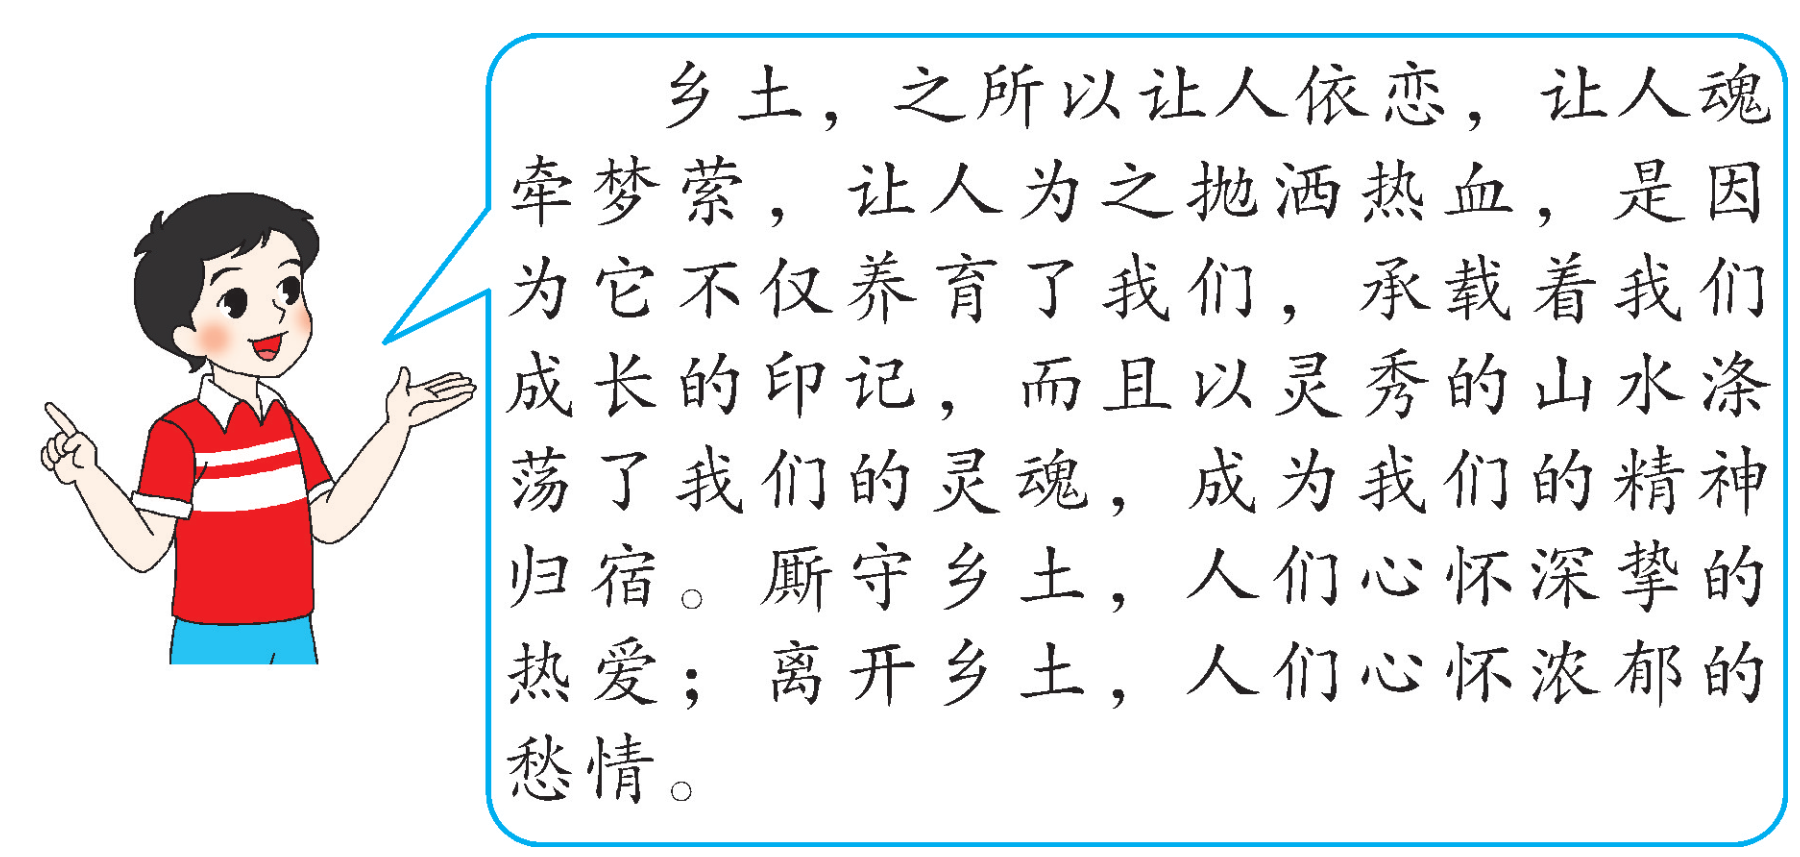 乡土，之所以让人依恋，让人魂
牵梦萦，让人为之抛洒热血，是因
为它不仅养育了我们，承载着我们
成长的印记，而且以灵秀的山水涤
荡了我们的灵魂，成为我们的精神
归宿。厮守乡土，人们心怀深挚的
热爱；离开乡土，人们心怀浓郁的
愁情。